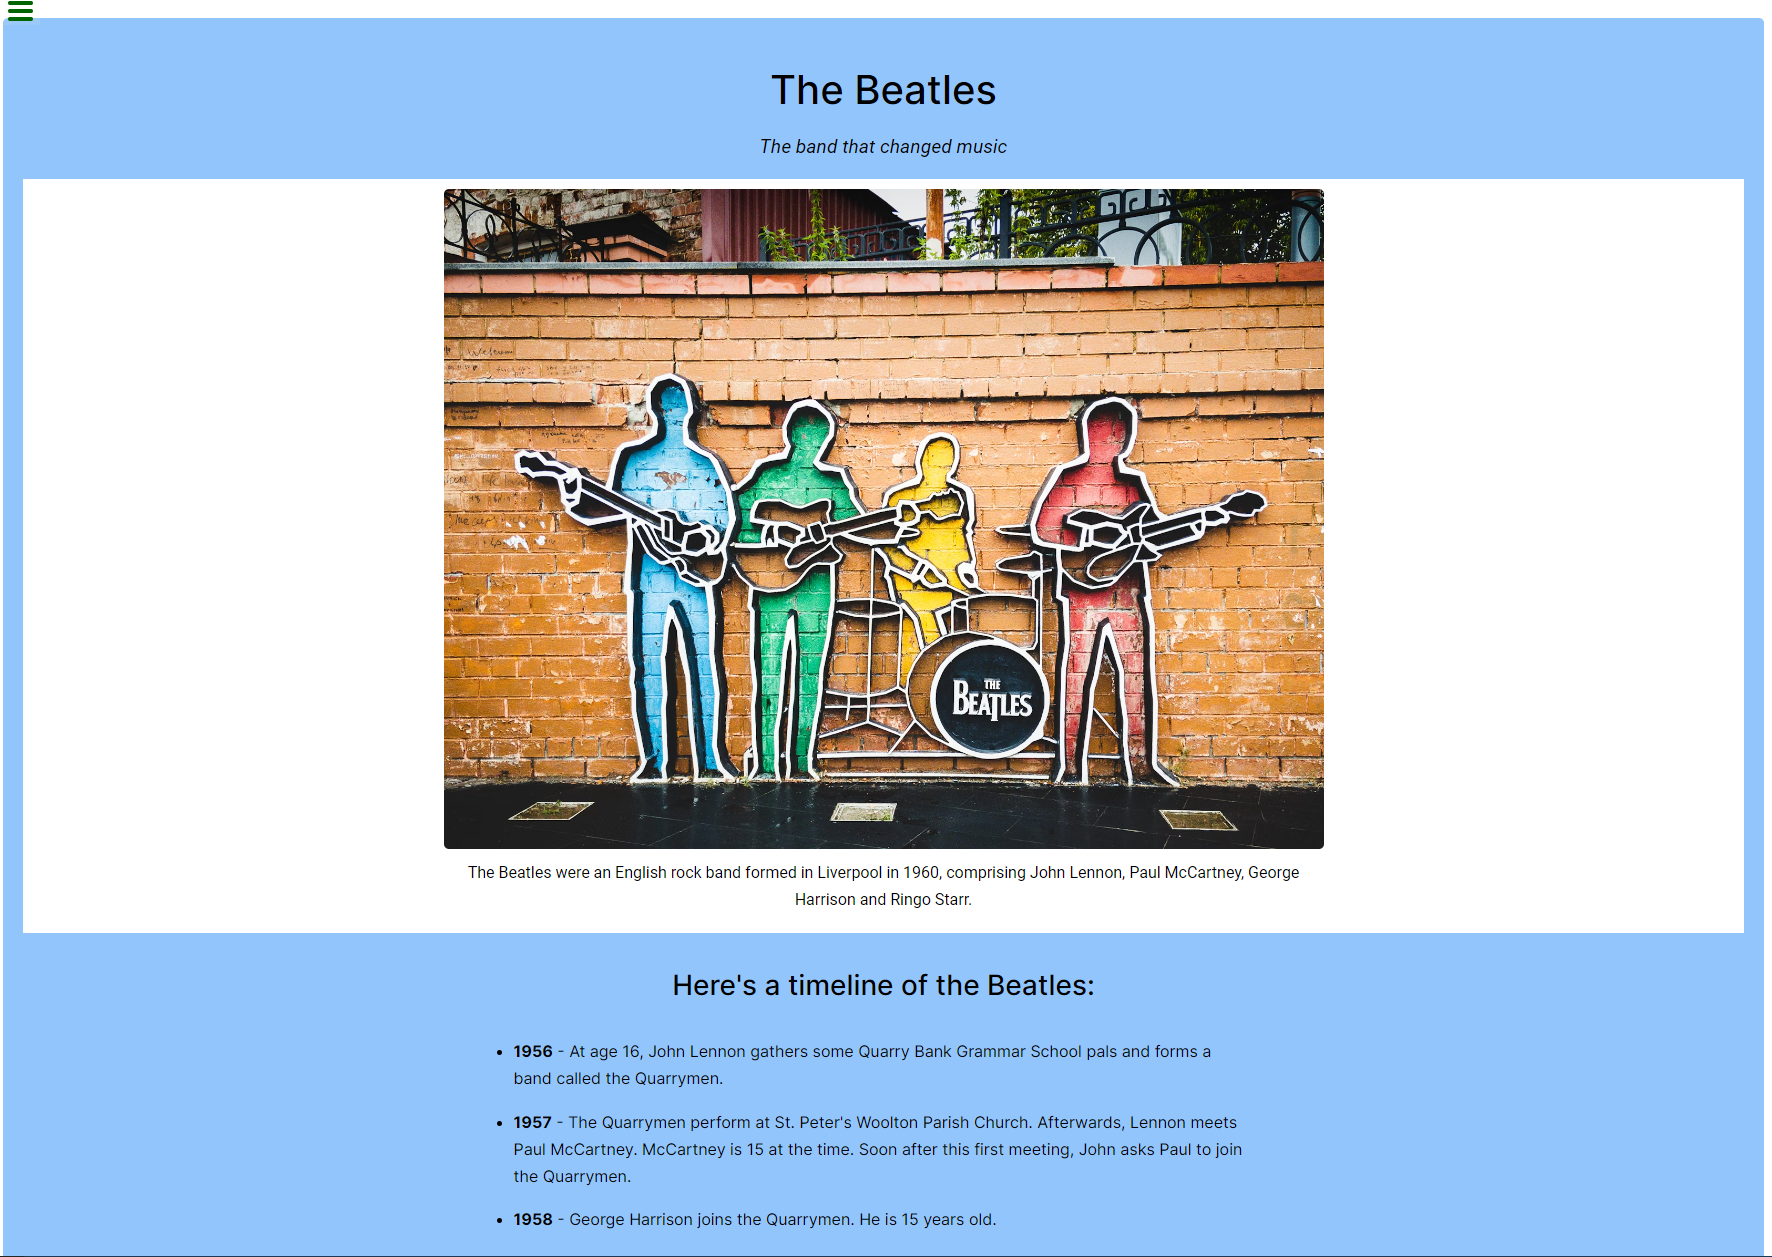 The Beatles
The band that changed music
THE
BEATLES
The Beatles were an English rock band formed in Liverpool in 1960, comprising John Lennon, Paul McCartney, George
Harrison and Ringo Starr.
Here's a timeline of the Beatles:
• 1956 - At age 16, John Lennon gathers some Quarry Bank Grammar School pals and forms a
band called the Quarrymen.
• 1957 - The Quarrymen perform at St. Peter's Woolton Parish Church. Afterwards, Lennon meets
Paul McCartney. McCartney is 15 at the time. Soon after this first meeting, John asks Paul to join
the Quarrymen.
• 1958 - George Harrison joins the Quarrymen. He is 15 years old.